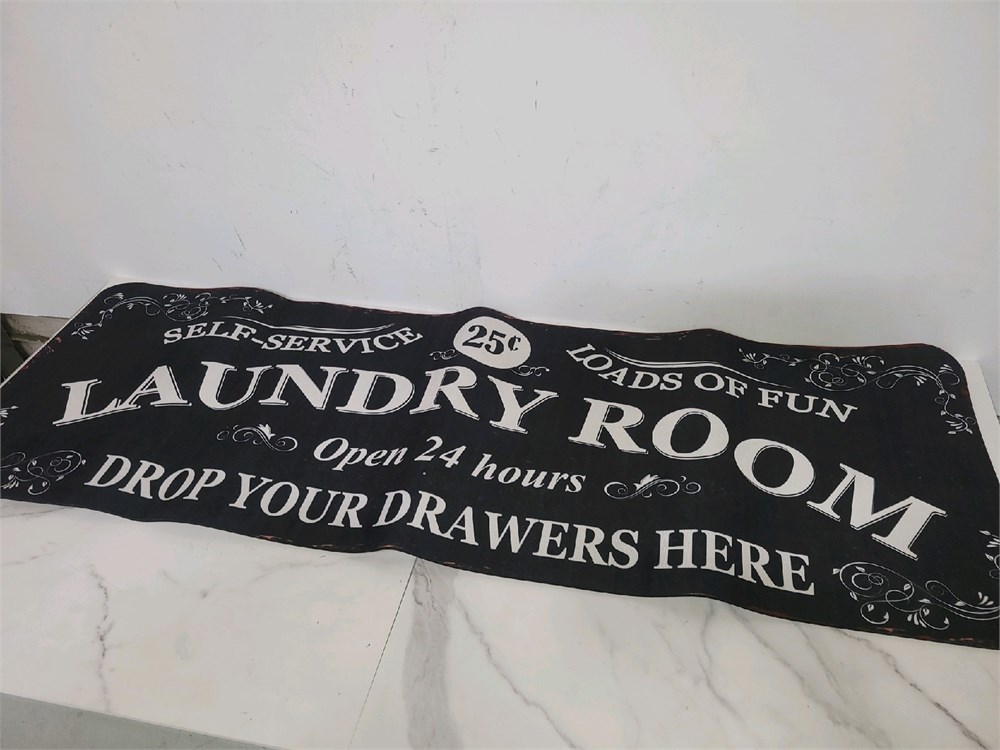 SELF-SERVICE
25¢
LOADS OF FUN
LAUNDRY ROOM
Open 24 hours
DROP YOUR DRAWERS HERE